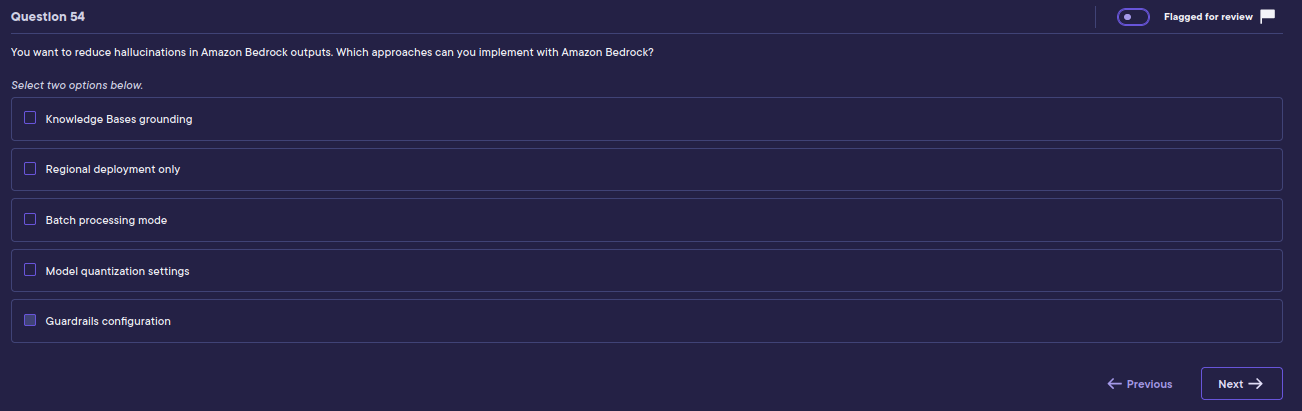 Question 54
Flagged for review
You want to reduce hallucinations in Amazon Bedrock outputs. Which approaches can you implement with Amazon Bedrock?
Select two options below.
Knowledge Bases grounding
Regional deployment only
Batch processing mode
Model quantization settings
Guardrails configuration
Previous
Next